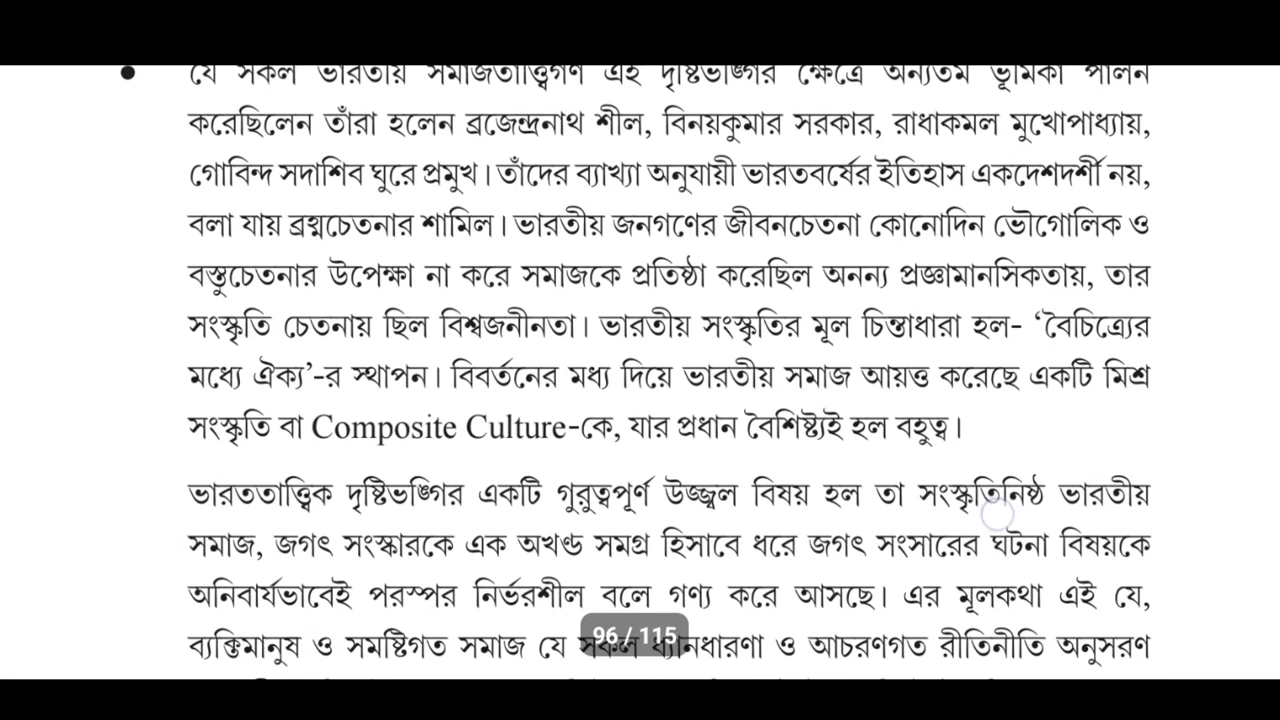 ● যে সকল ভারতীয় সমাজতাত্ত্বিগণ এই দৃষ্টিভঙ্গির ক্ষেত্রে অন্যতম ভূমিকা পালন
করেছিলেন তাঁরা হলেন ব্রজেন্দ্রনাথ শীল, বিনয়কুমার সরকার, রাধাকমল মুখোপাধ্যায়,
গোবিন্দ সদাশিব ঘুরে প্রমুখ। তাঁদের ব্যাখ্যা অনুযায়ী ভারতবর্ষের ইতিহাস একদেশদর্শী নয়,
বলা যায় ব্রহ্মচেতনার শামিল। ভারতীয় জনগণের জীবনচেতনা কোনোদিন ভৌগোলিক ও
বস্তুচেতনার উপেক্ষা না করে সমাজকে প্রতিষ্ঠা করেছিল অনন্য প্রজ্ঞামানসিকতায়, তার
সংস্কৃতি চেতনায় ছিল বিশ্বজনীনতা। ভারতীয় সংস্কৃতির মূল চিন্তাধারা হল- ‘বৈচিত্র্যের
মধ্যে ঐক্য’-র স্থাপন। বিবর্তনের মধ্য দিয়ে ভারতীয় সমাজ আয়ত্ত করেছে একটি মিশ্র
সংস্কৃতি বা Composite Culture-কে, যার প্রধান বৈশিষ্ট্যই হল বহুত্ব।
ভারততাত্ত্বিক দৃষ্টিভঙ্গির একটি গুরুত্বপূর্ণ উজ্জ্বল বিষয় হল তা সংস্কৃতিনিষ্ঠ ভারতীয়
সমাজ, জগৎ সংস্কারকে এক অখণ্ড সমগ্র হিসাবে ধরে জগৎ সংসারের ঘটনা বিষয়কে
অনিবার্যভাবেই পরস্পর নির্ভরশীল বলে গণ্য করে আসছে। এর মূলকথা এই যে,
ব্যক্তিমানুষ ও সমষ্টিগত সমাজ যে সকল ধ্যানধারণা ও আচরণগত রীতিনীতি অনুসরণ
96 / 115